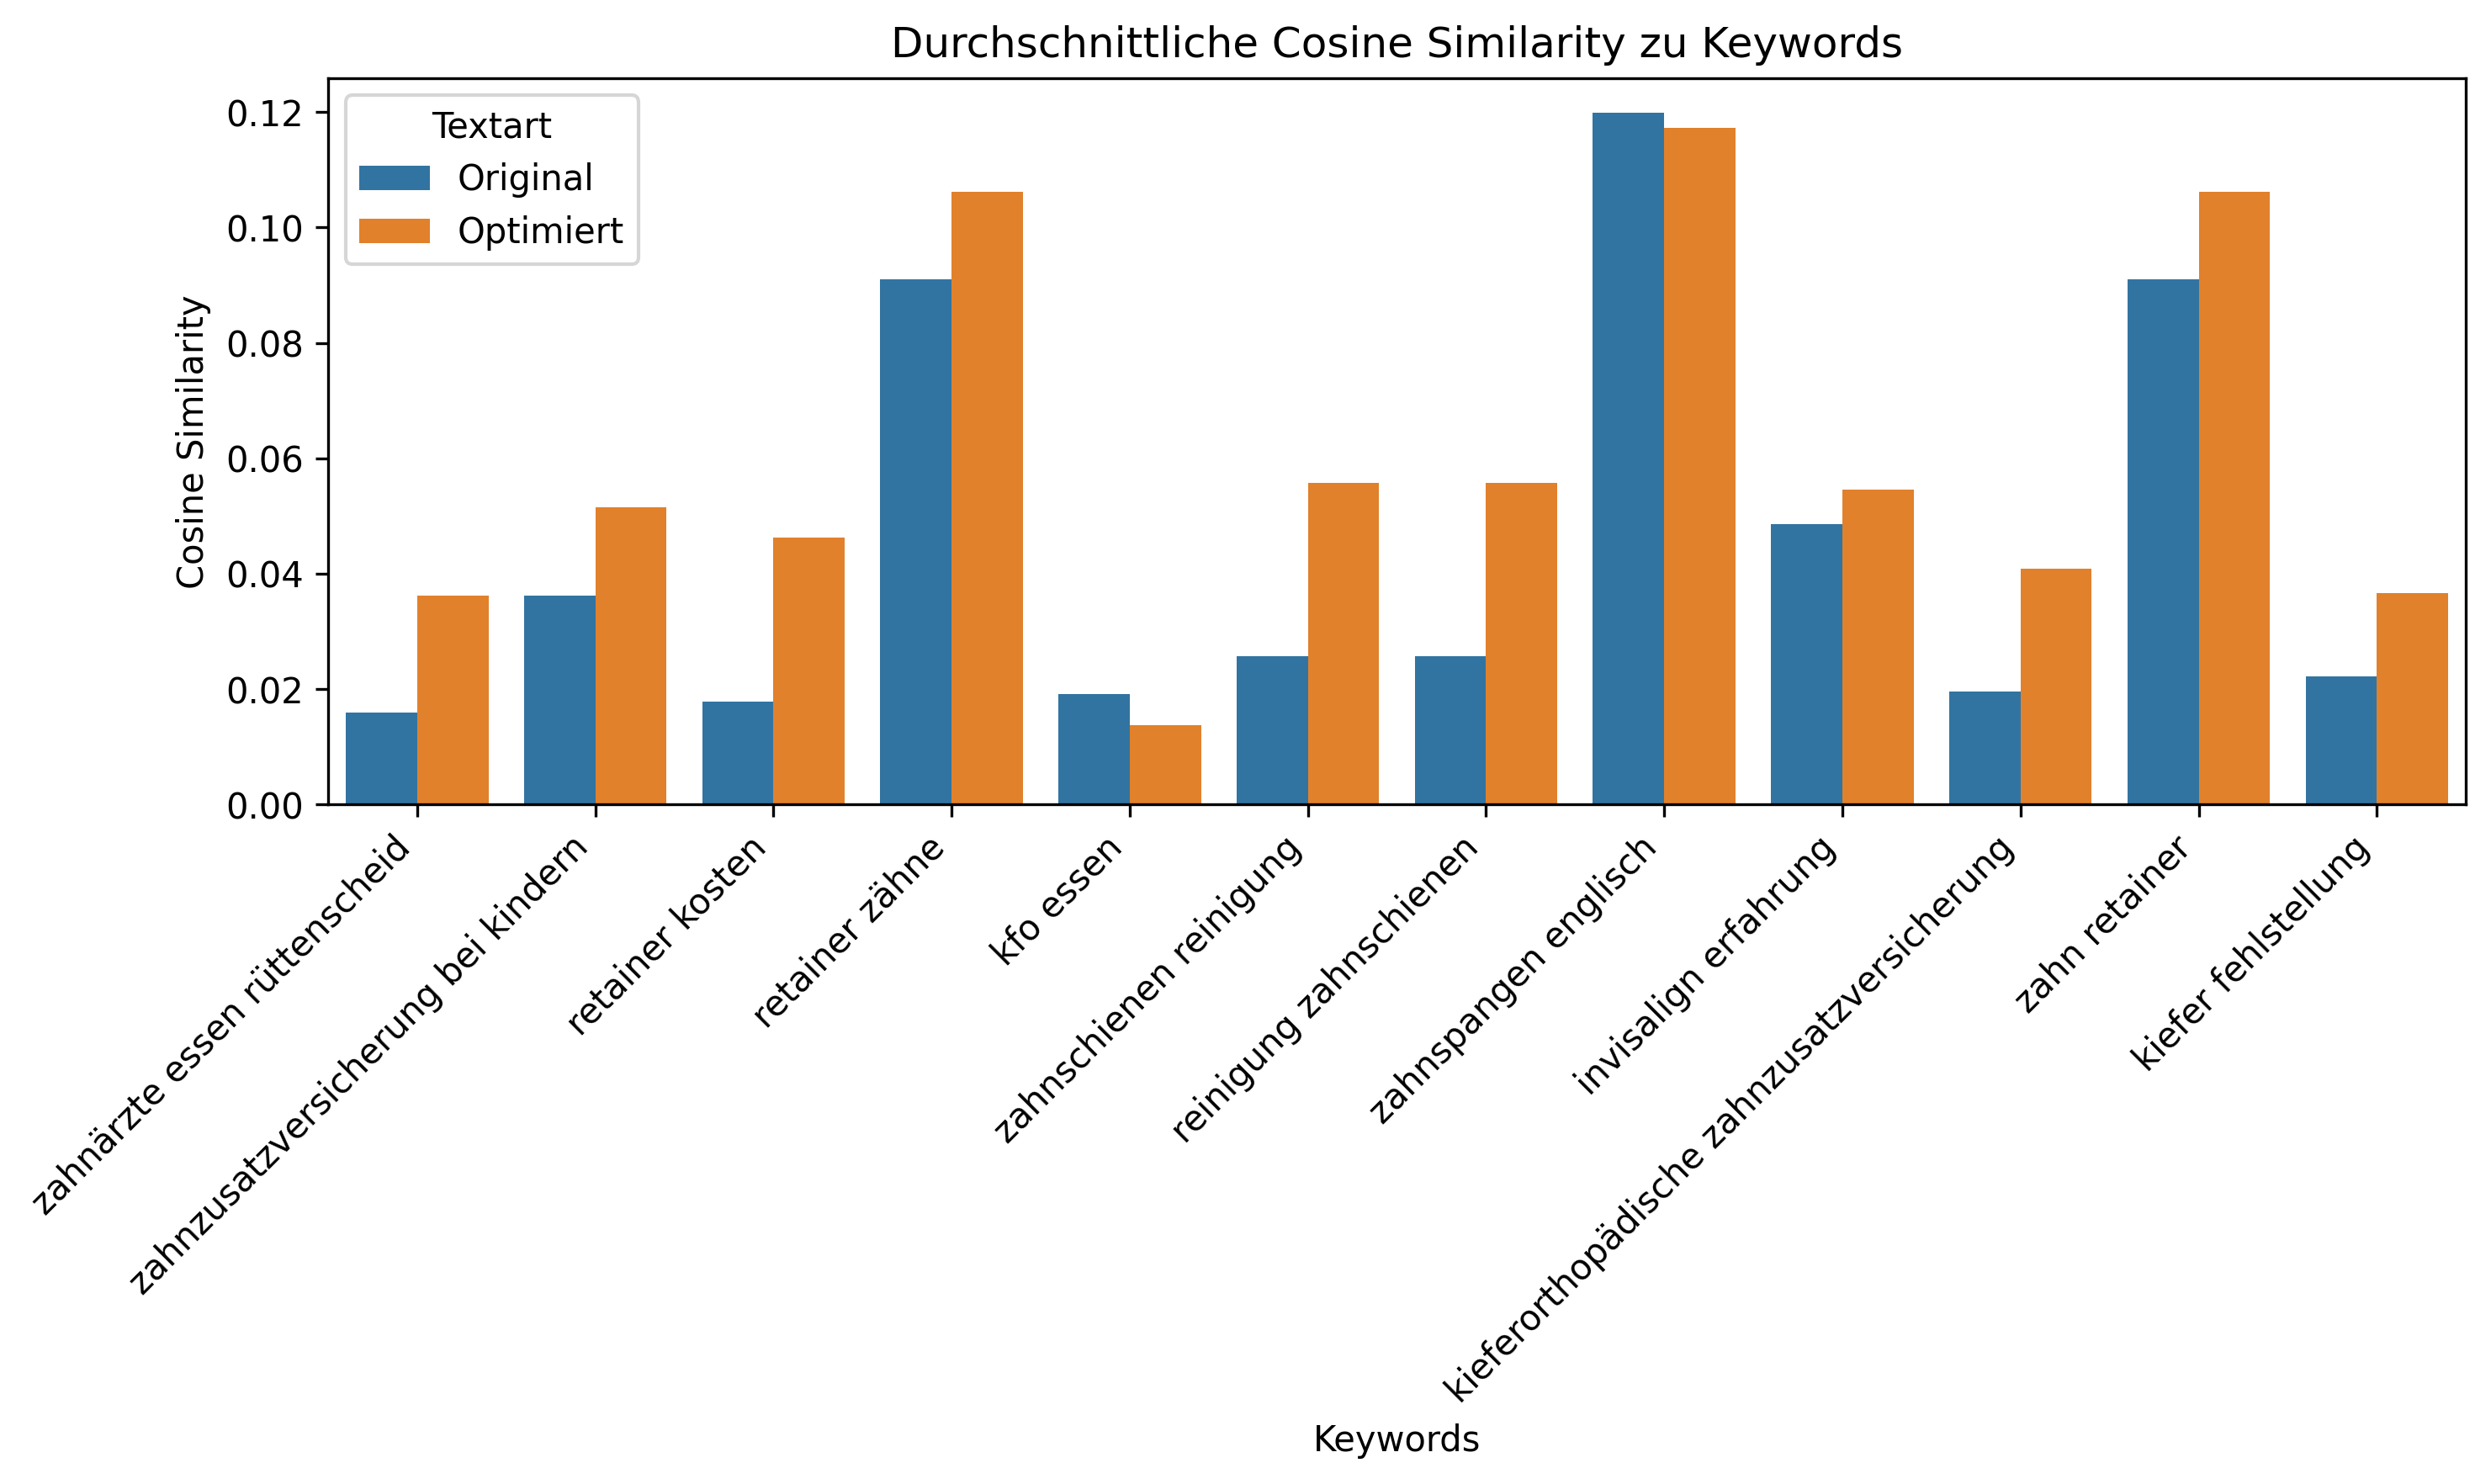 Durchschnittliche Cosine Similarity zu Keywords
Textart
Original
Optimiert
Cosine Similarity
0.12
0.10
0.08
0.06
0.04
0.02
0.00
zahnärzte essen rüttenscheid
zahnzusatzversicherung bei kindern
retainer kosten
retainer zähne
kfo essen
zahnschienen reinigung
reinigung zahnschienen
zahnspangen englisch
invisalign erfahrung
kieferorthopädische zahnzusatzversicherung
zahn retainer
kiefer fehlstellung
Keywords